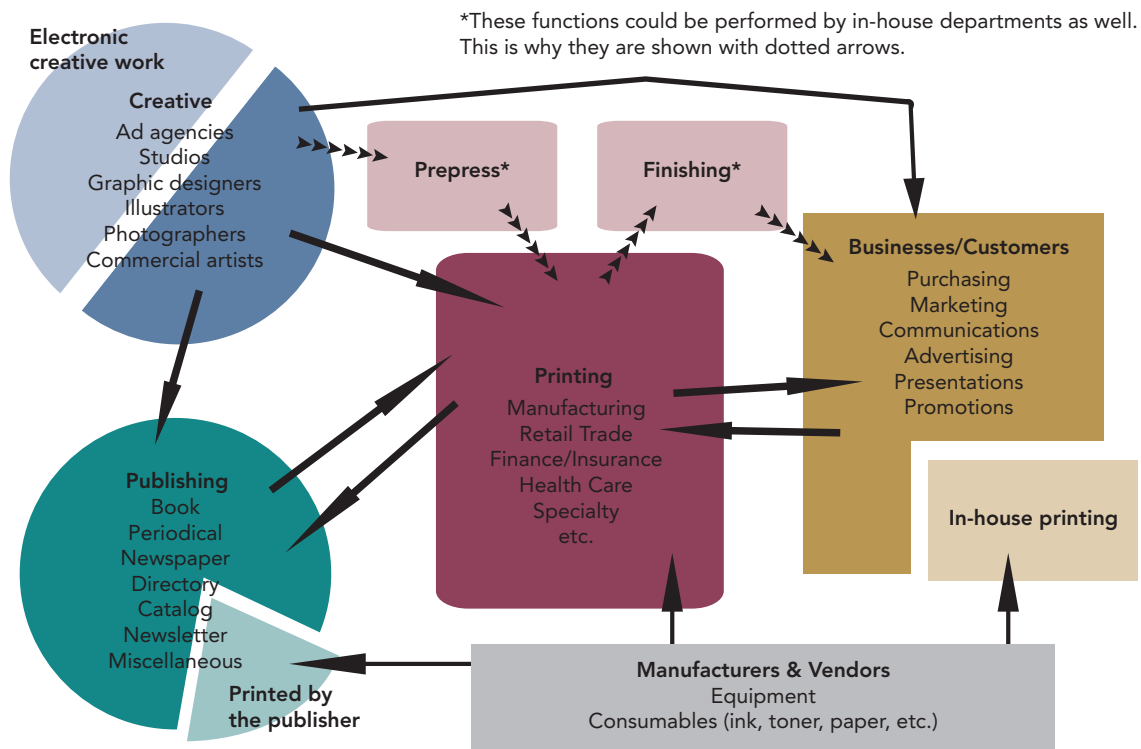 *These functions could be performed by in-house departments as well.
This is why they are shown with dotted arrows.
Electronic
creative work
Creative
Ad agencies
Studios
Graphic designers
Illustrators
Photographers
Commercial artists
Prepress*
Finishing*
Businesses/Customers
Purchasing
Marketing
Communications
Advertising
Presentations
Promotions
Printing
Manufacturing
Retail Trade
Finance/Insurance
Health Care
Specialty
etc.
Publishing
Book
Periodical
Newspaper
Directory
Catalog
Newsletter
Miscellaneous
Printed by
the publisher
In-house printing
Manufacturers & Vendors
Equipment
Consumables (ink, toner, paper, etc.)